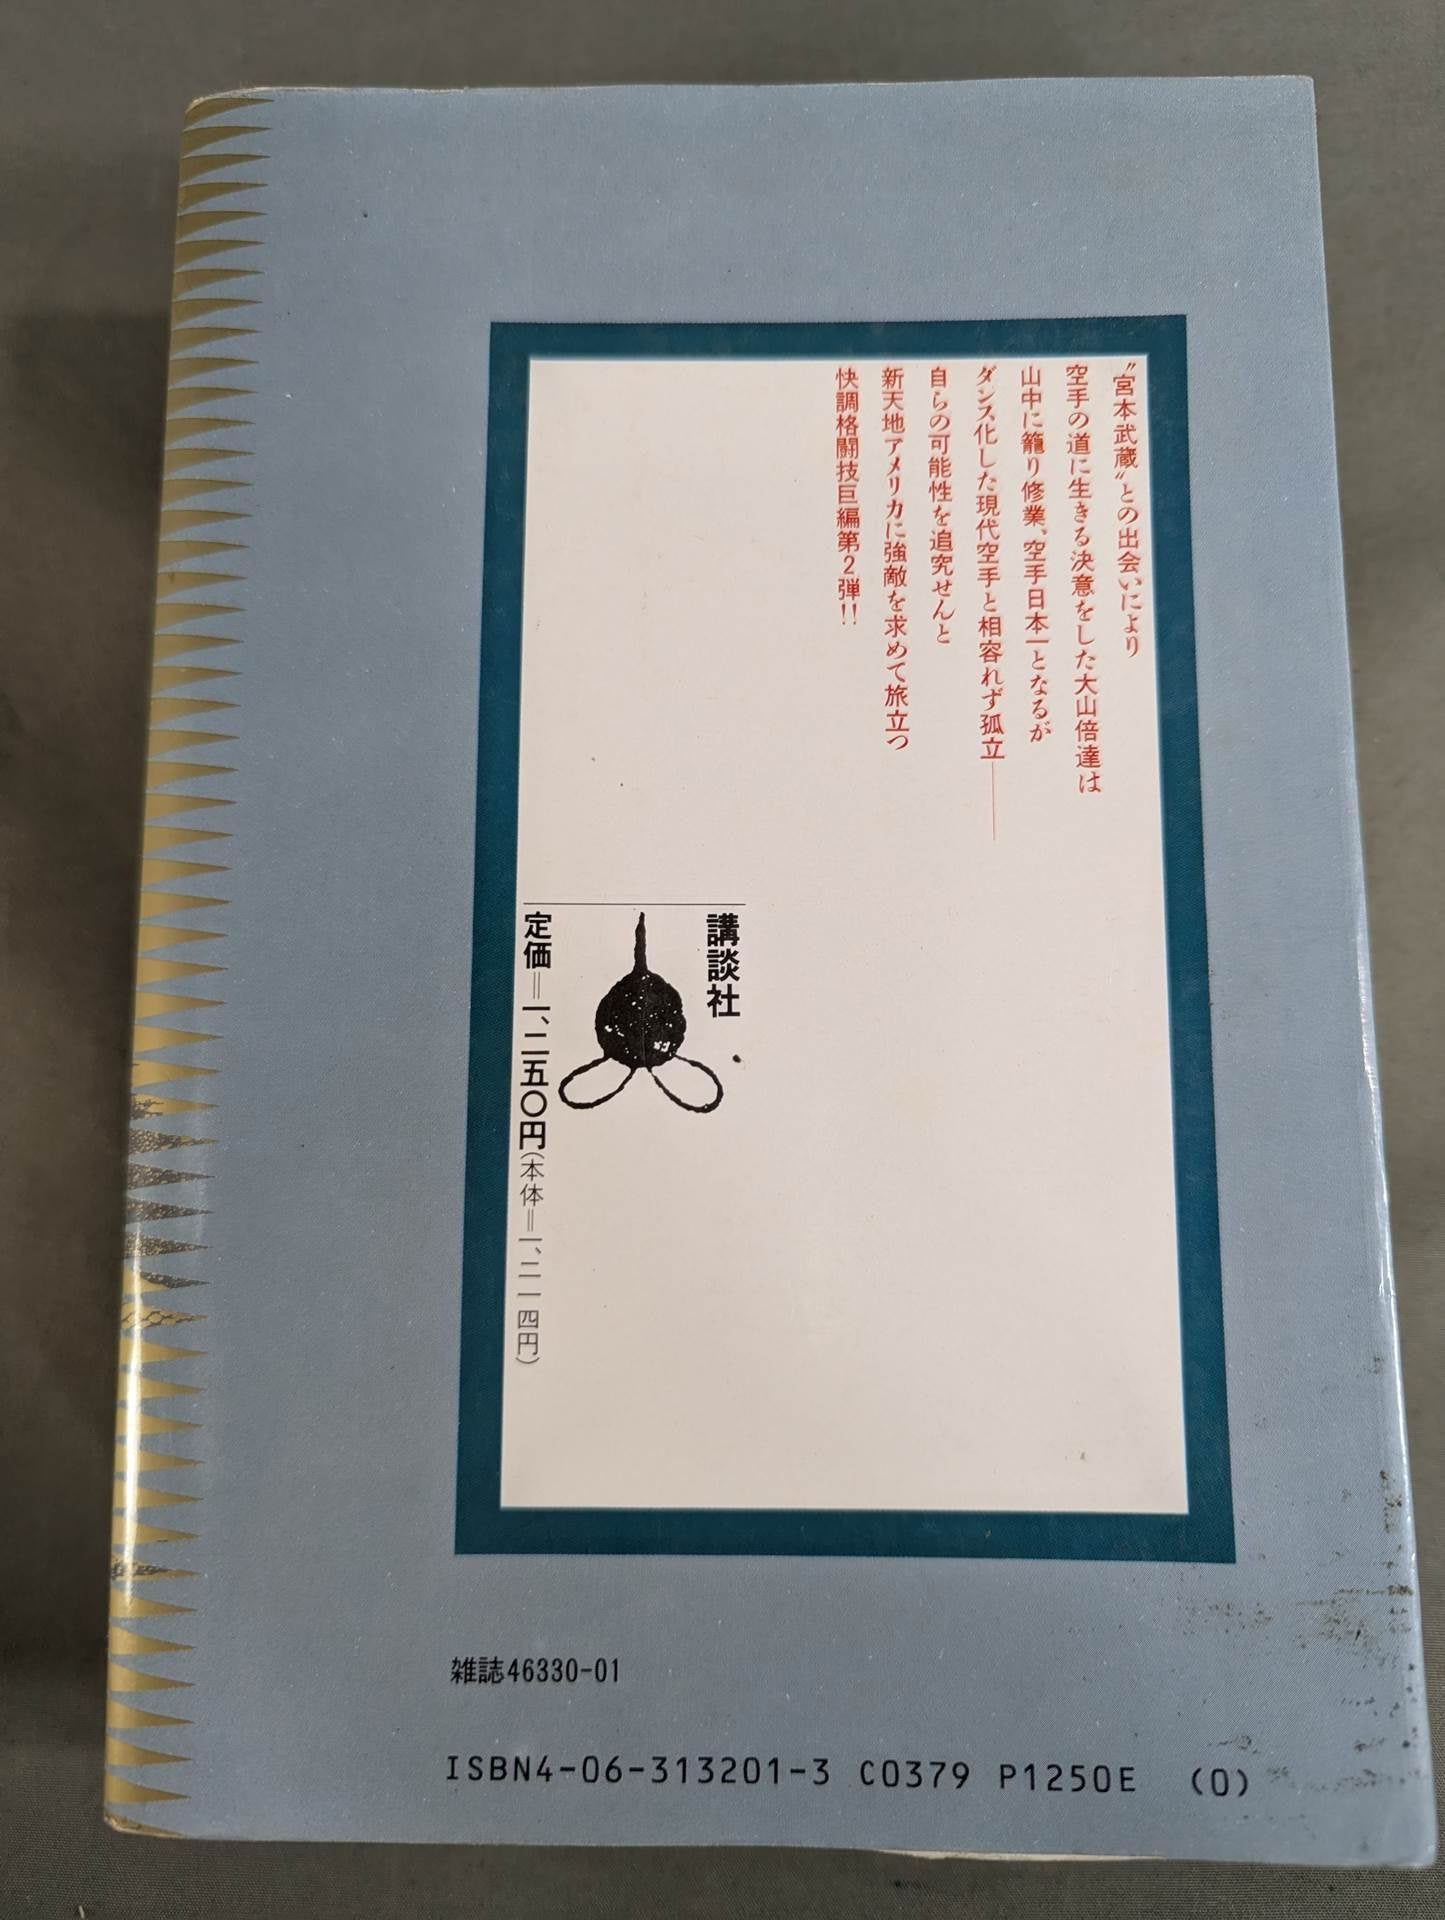 〝宮本武蔵〟との出会いにより
空手の道に生きる決意をした大山倍達は
山中に籠り修業、空手日本一となるが
ダンス化した現代空手と相容れず孤立――
自らの可能性を追究せんと
新天地アメリカに強敵を求めて旅立つ
快調格闘技巨編第2弾!!
講談社
定価=一、二五〇円(本体=一、二一四円)
雑誌46330-01
ISBN4-06-313201-3 C0379 P1250E (0)